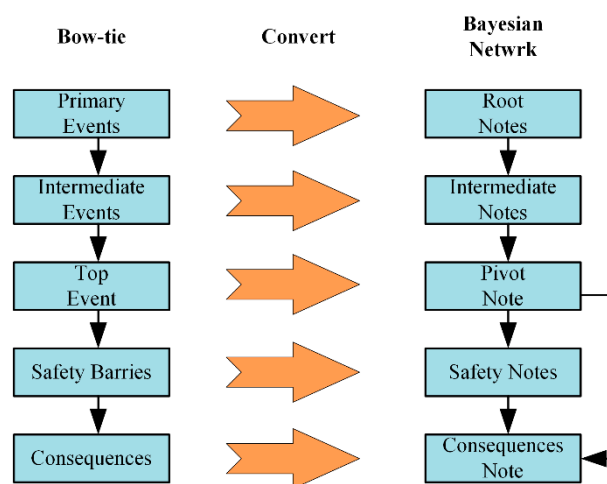 Bow-tie
Convert
Bayesian
Netwrk
Primary
Events
Root
Notes
Intermediate
Events
Intermediate
Notes
Top
Event
Pivot
Note
Safety Barries
Safety Notes
Consequences
Consequences
Note